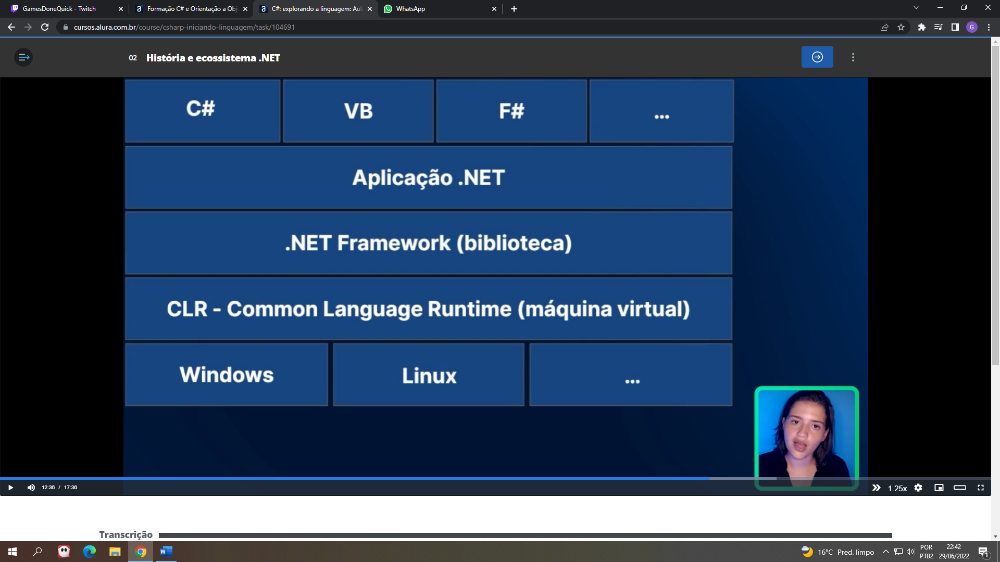 GamesDoneQuick - Twitch
Formação C# e Orientação a Obj
C#: explorando a linguagem: Aul
WhatsApp
cursos.alura.com.br/course/csharp-iniciando-linguagem/task/104691
G
02 História e ecossistema .NET
C# VB F# ...
Aplicação .NET
.NET Framework (biblioteca)
CLR - Common Language Runtime (máquina virtual)
Windows Linux ...
12:36 / 17:36
1.25x
Transcrição
16°C Pred. limpo
POR
PTB2
22:42
29/06/2022
1